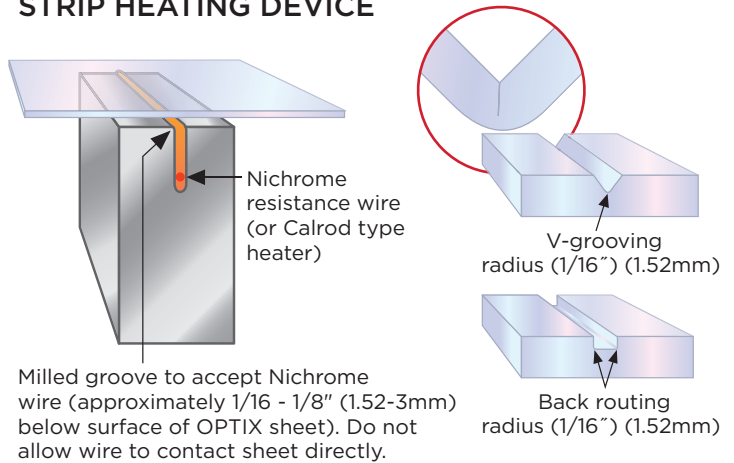 STRIP HEATING DEVICE
Nichrome
resistance wire
(or Calrod type
heater)
Milled groove to accept Nichrome
wire (approximately 1/16 - 1/8" (1.52-3mm)
below surface of OPTIX sheet). Do not
allow wire to contact sheet directly.
V-grooving
radius (1/16˝) (1.52mm)
Back routing
radius (1/16˝) (1.52mm)